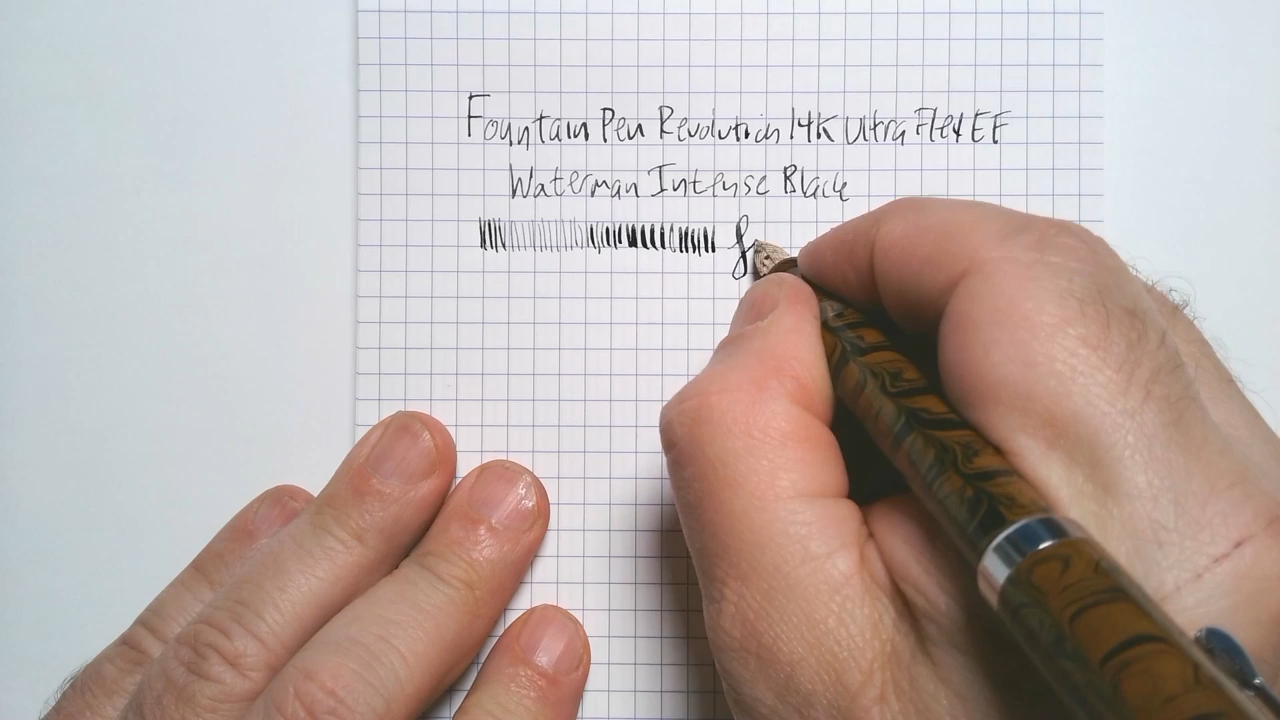 Fountain Pen Revolution 14K Ultra Flex EF
Waterman Intense Black
f